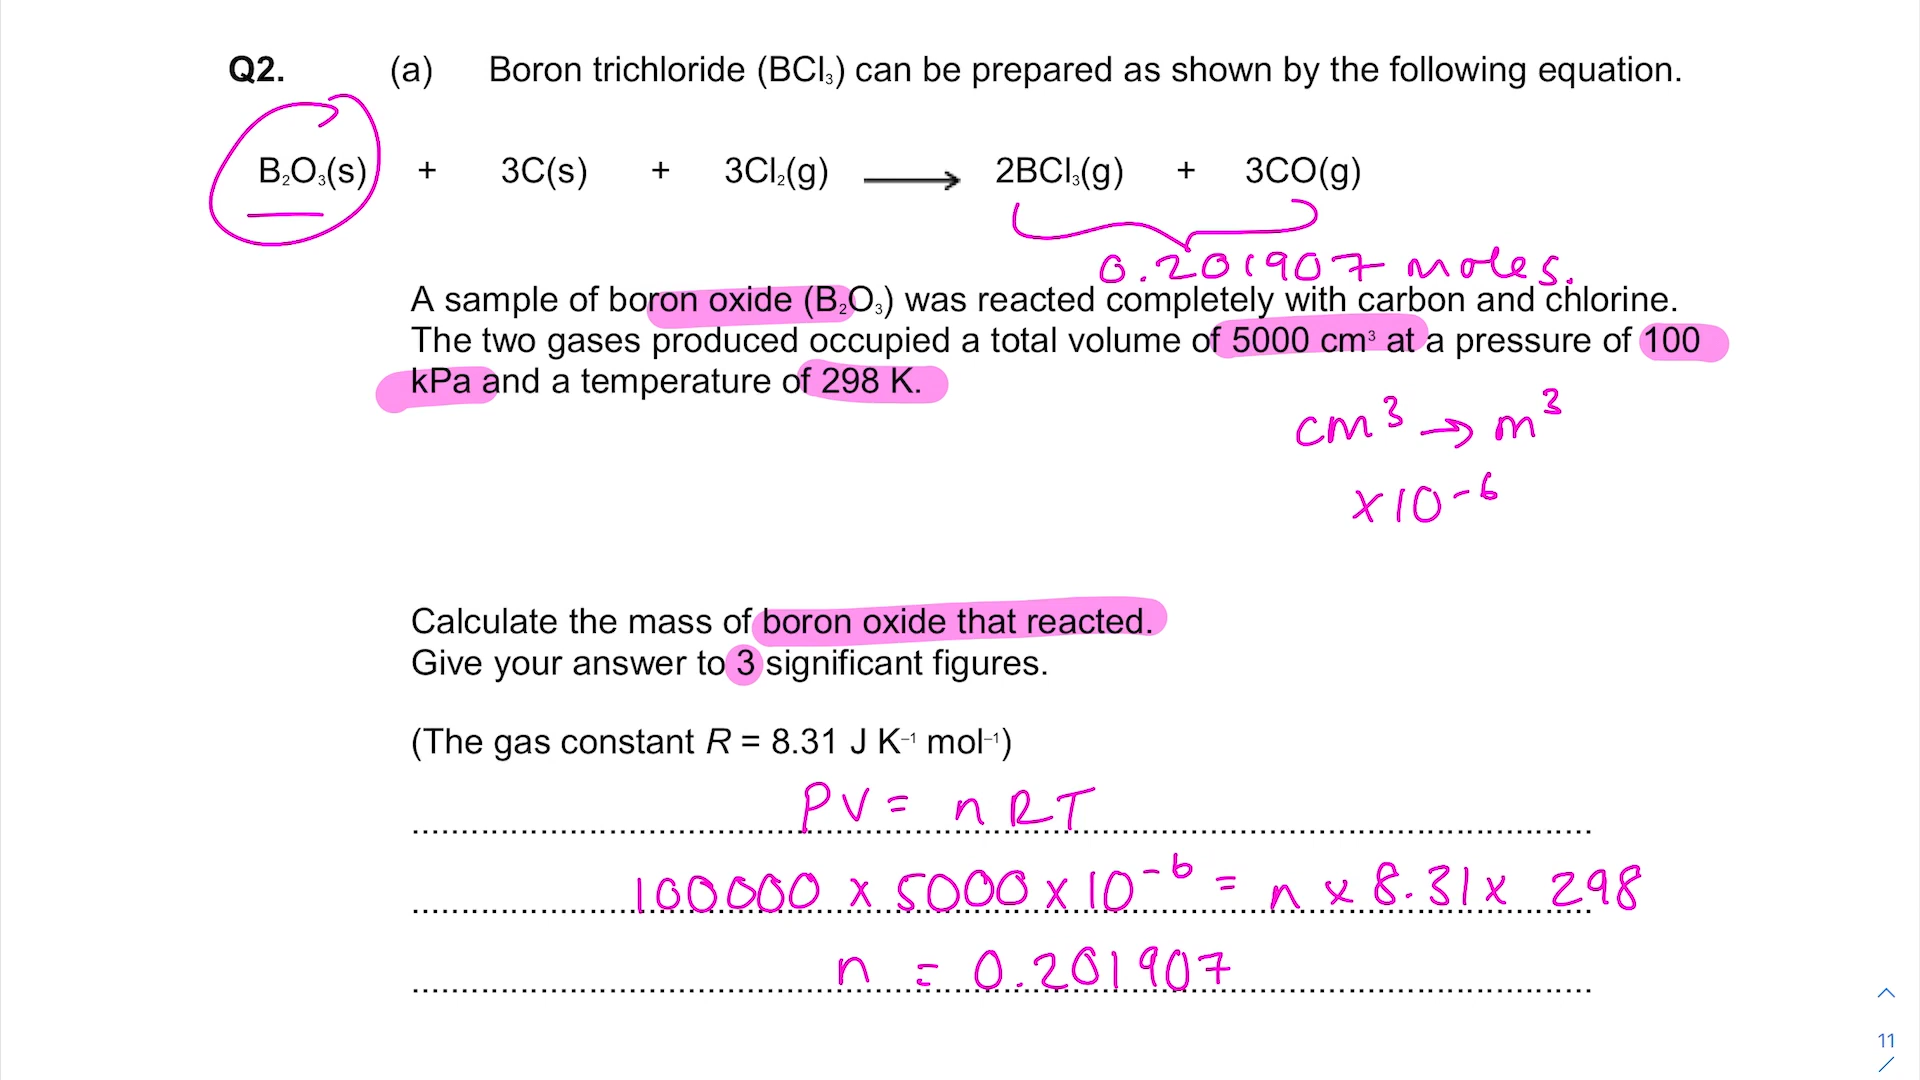 Q2. (a) Boron trichloride (BCl₃) can be prepared as shown by the following equation.
B₂O₃(s) + 3C(s) + 3Cl₂(g) ⟶ 2BCl₃(g) + 3CO(g)
0.201907 moles.
A sample of boron oxide (B₂O₃) was reacted completely with carbon and chlorine.
The two gases produced occupied a total volume of 5000 cm³ at a pressure of 100
kPa and a temperature of 298 K.
cm³ → m³
×10⁻⁶
Calculate the mass of boron oxide that reacted.
Give your answer to 3 significant figures.
(The gas constant R = 8.31 J K⁻¹ mol⁻¹)
PV = nRT
100000 × 5000 × 10⁻⁶ = n × 8.31 × 298
n = 0.201907
11